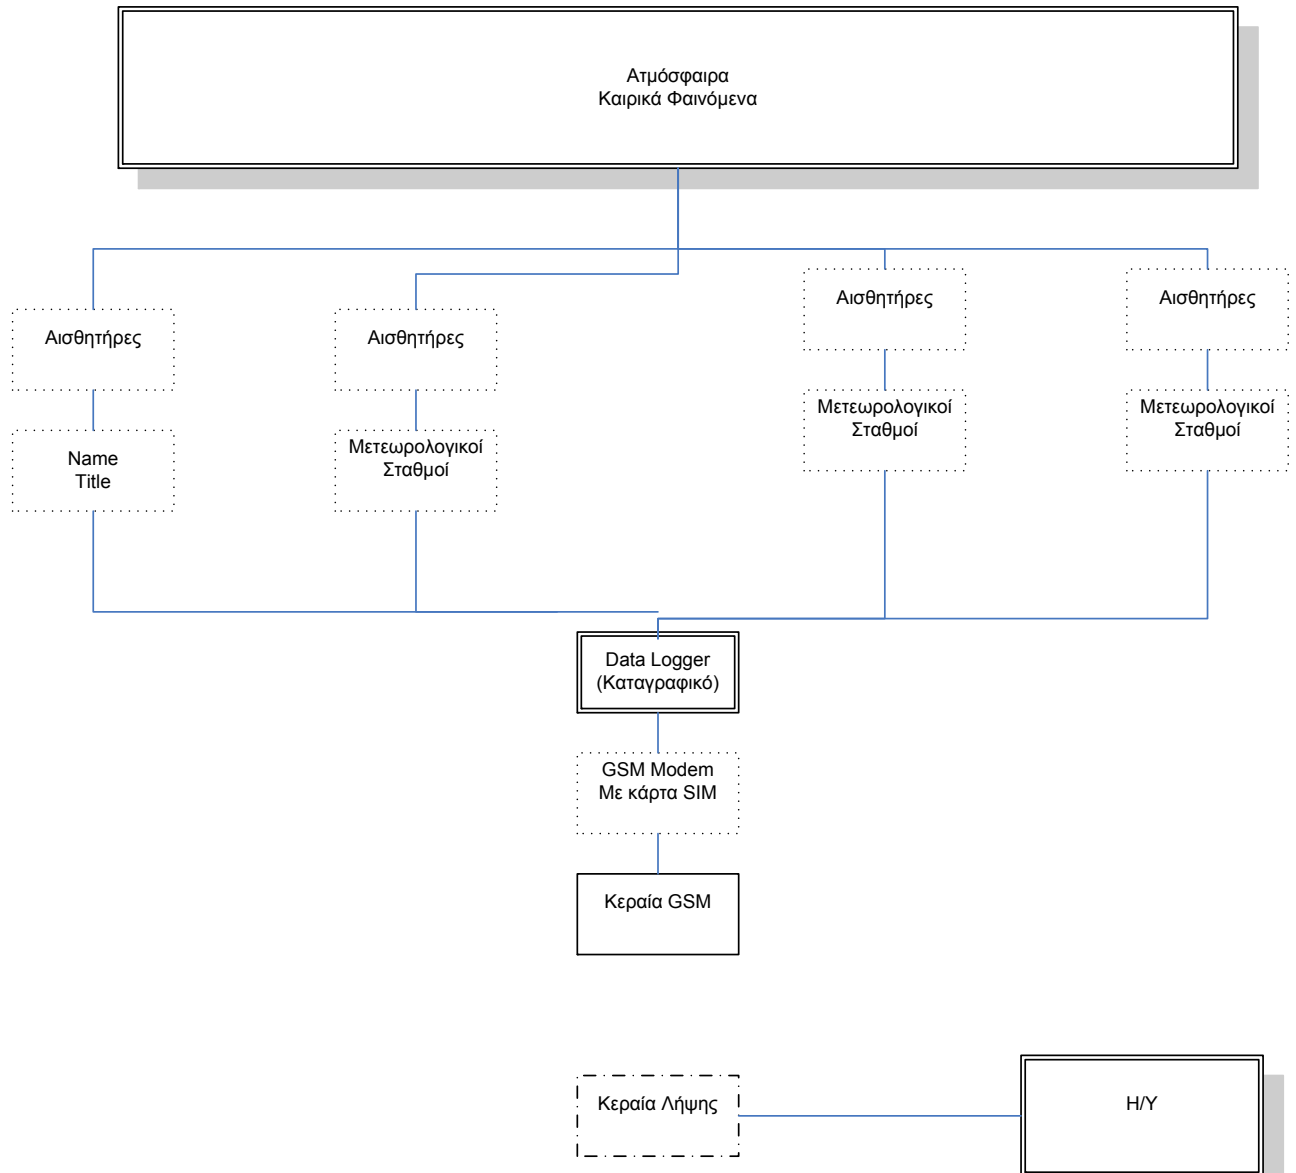 Ατμόσφαιρα
Καιρικά Φαινόμενα
Αισθητήρες
Αισθητήρες
Αισθητήρες
Αισθητήρες
Name
Title
Μετεωρολογικοί
Σταθμοί
Μετεωρολογικοί
Σταθμοί
Μετεωρολογικοί
Σταθμοί
Data Logger
(Καταγραφικό)
GSM Modem
Με κάρτα SIM
Κεραία GSM
Κεραία Λήψης
Η/Υ